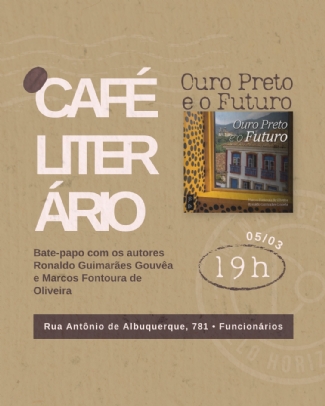 CAFÉ
LITER
ÁRIO
Ouro Preto
e o Futuro
Ouro Preto
e o Futuro
Bate-papo com os autores
Ronaldo Guimarães Gouvêa
e Marcos Fontoura de
Oliveira
05/03
19h
Rua Antônio de Albuquerque, 781 • Funcionários